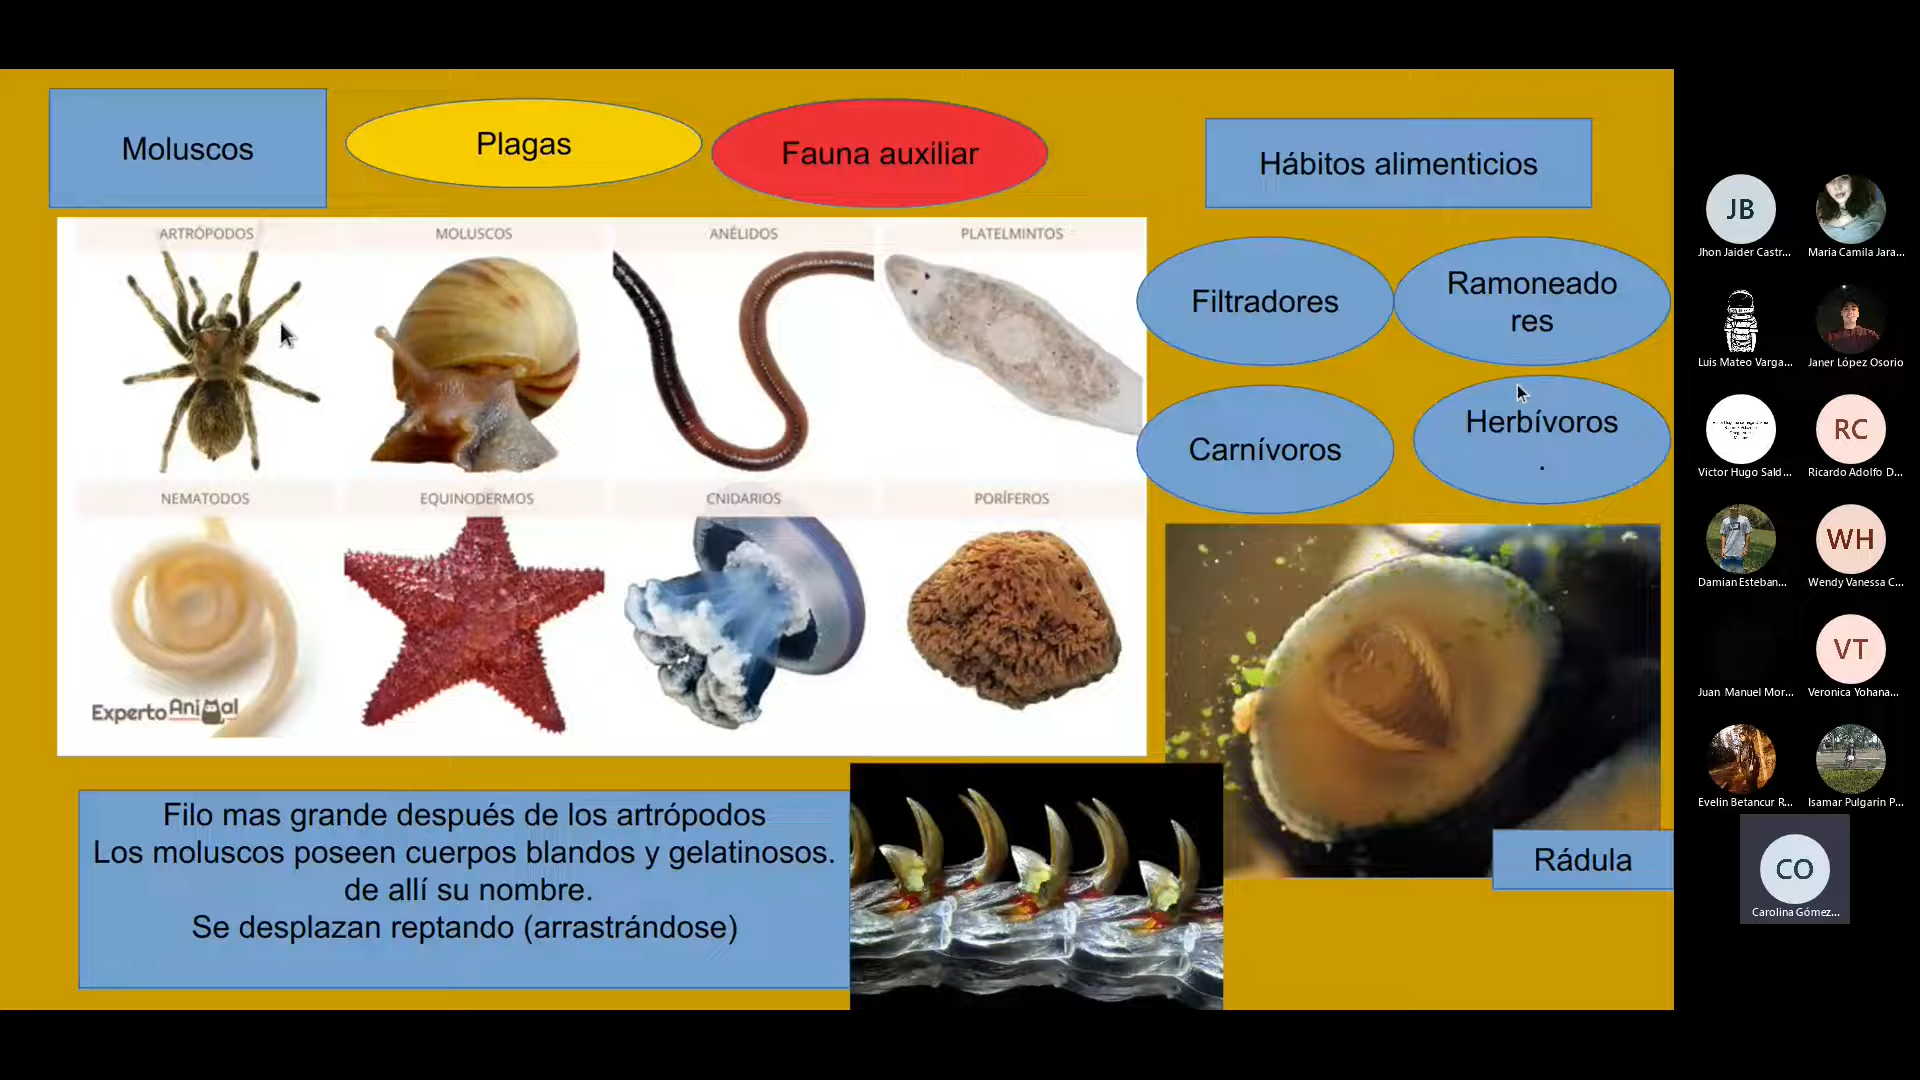 Moluscos
Plagas
Fauna auxiliar
Hábitos alimenticios
ARTRÓPODOS
MOLUSCOS
ANÉLIDOS
PLATELMINTOS
Filtradores
Ramoneado
res
Carnívoros
Herbívoros
.
NEMATODOS
EQUINODERMOS
CNIDARIOS
PORÍFEROS
Experto Animal
Filo mas grande después de los artrópodos
Los moluscos poseen cuerpos blandos y gelatinosos.
de allí su nombre.
Se desplazan reptando (arrastrándose)
Rádula
JB
Jhon Jaider Castr...
Maria Camila Jara...
Luis Mateo Varga...
Janer López Osorio
Victor Hugo Sald...
RC
Ricardo Adolfo D...
Damian Esteban...
WH
Wendy Vanessa C...
Juan Manuel Mor...
VT
Veronica Yohana...
Evelin Betancur R...
Isamar Pulgarin P...
CO
Carolina Gómez...